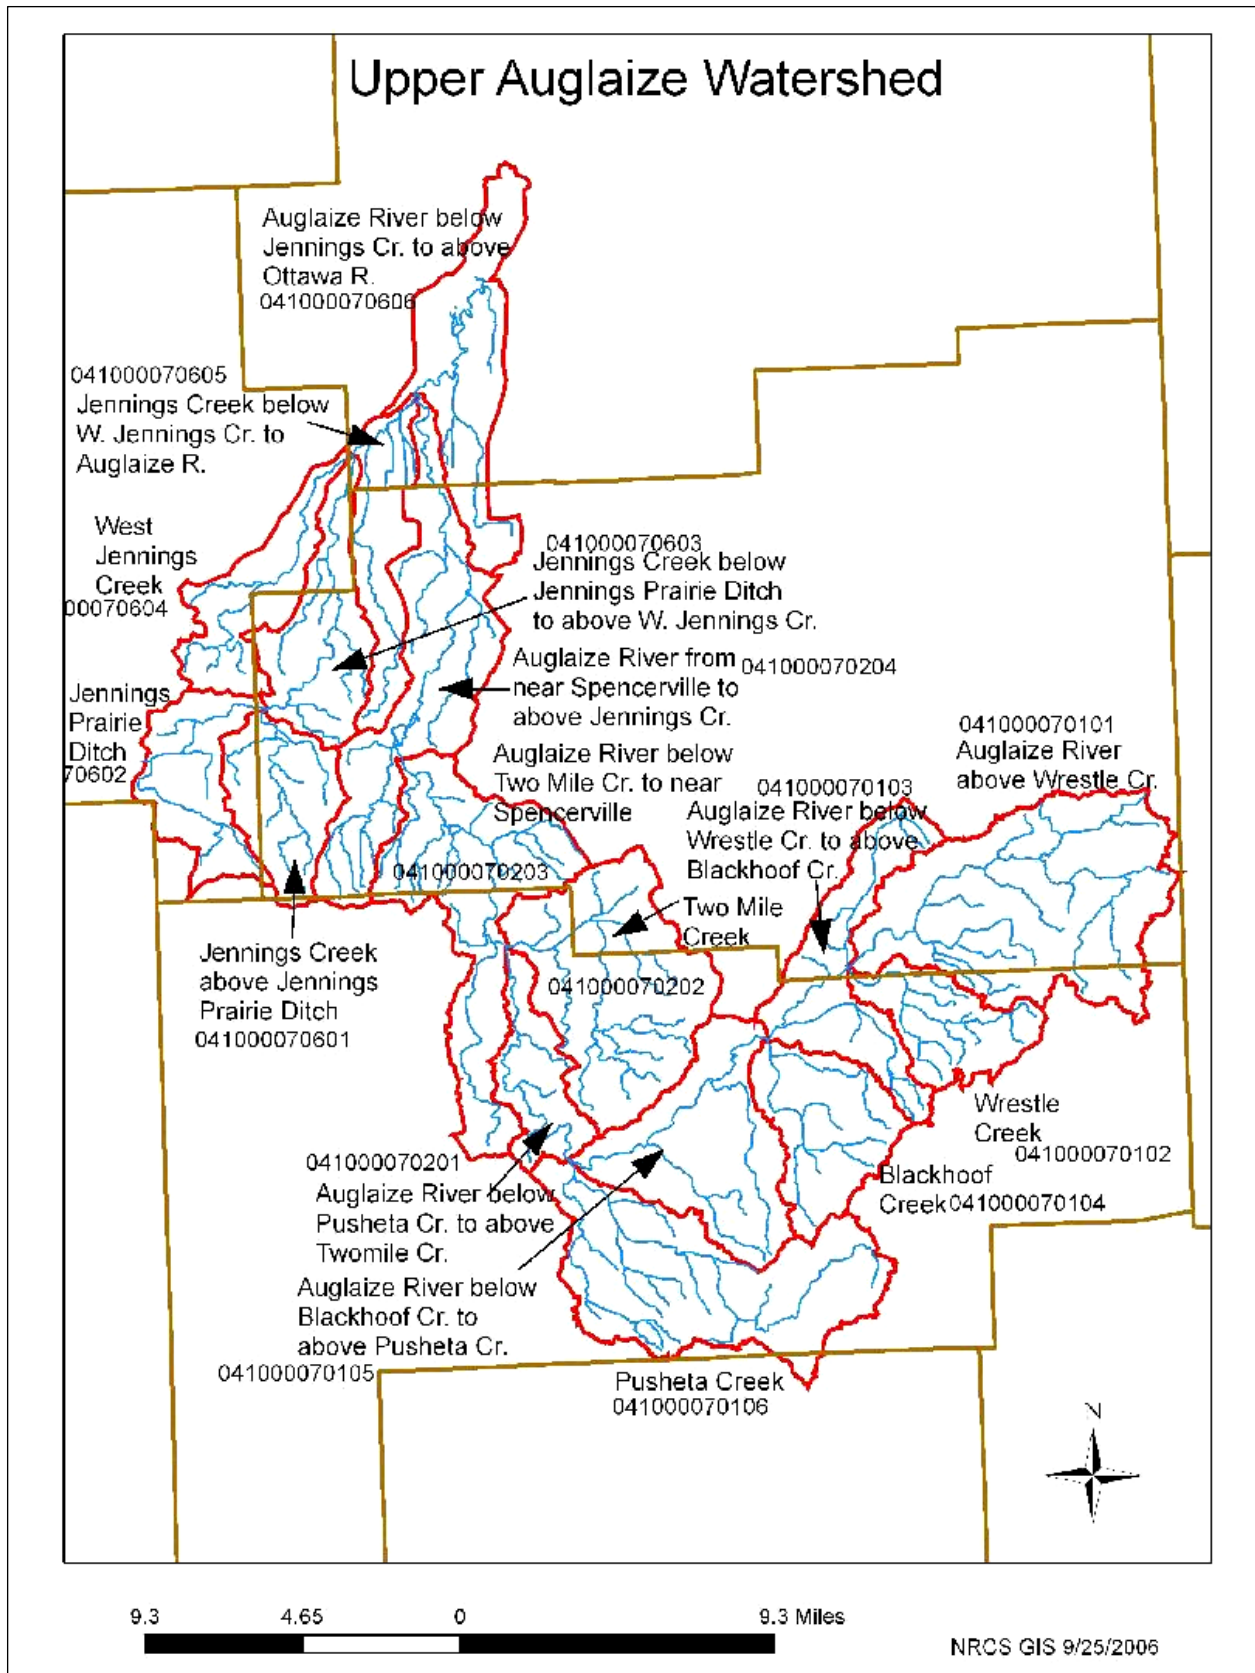 Upper Auglaize Watershed
Auglaize River below
Jennings Cr. to above
Ottawa R.
041000070606
041000070605
Jennings Creek below
W. Jennings Cr. to
Auglaize R.
West
Jennings
Creek
00070604
041000070603
Jennings Creek below
Jennings Prairie Ditch
to above W. Jennings Cr.
Auglaize River from
near Spencerville to
above Jennings Cr.
041000070204
Jennings
Prairie
Ditch
70602
Auglaize River below
Two Mile Cr. to near
Spencerville
041000070203
041000070101
Auglaize River
above Wrestle Cr.
041000070103
Auglaize River below
Wrestle Cr. to above
Blackhoof Cr.
Two Mile
Creek
041000070202
Jennings Creek
above Jennings
Prairie Ditch
041000070601
Wrestle
Creek
041000070102
Blackhoof
Creek
041000070104
041000070201
Auglaize River below
Pusheta Cr. to above
Twomile Cr.
Auglaize River below
Blackhoof Cr. to
above Pusheta Cr.
041000070105
Pusheta Creek
041000070106
N
9.3 4.65 0 9.3 Miles
NRCS GIS 9/25/2006